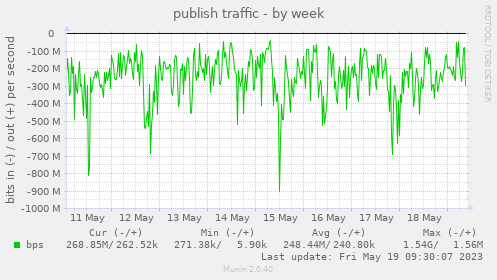 publish traffic - by week
RRDTOOL / TOBI OETIKER
bits in (-) / out (+) per second
0
-100 M
-200 M
-300 M
-400 M
-500 M
-600 M
-700 M
-800 M
-900 M
-1000 M
11 May 12 May 13 May 14 May 15 May 16 May 17 May 18 May
Cur (-/+) Min (-/+) Avg (-/+) Max (-/+)
bps 268.85M/262.52k 271.38k/ 5.90k 248.44M/240.80k 1.54G/ 1.56M
Last update: Fri May 19 09:30:07 2023
Munin 2.0.40